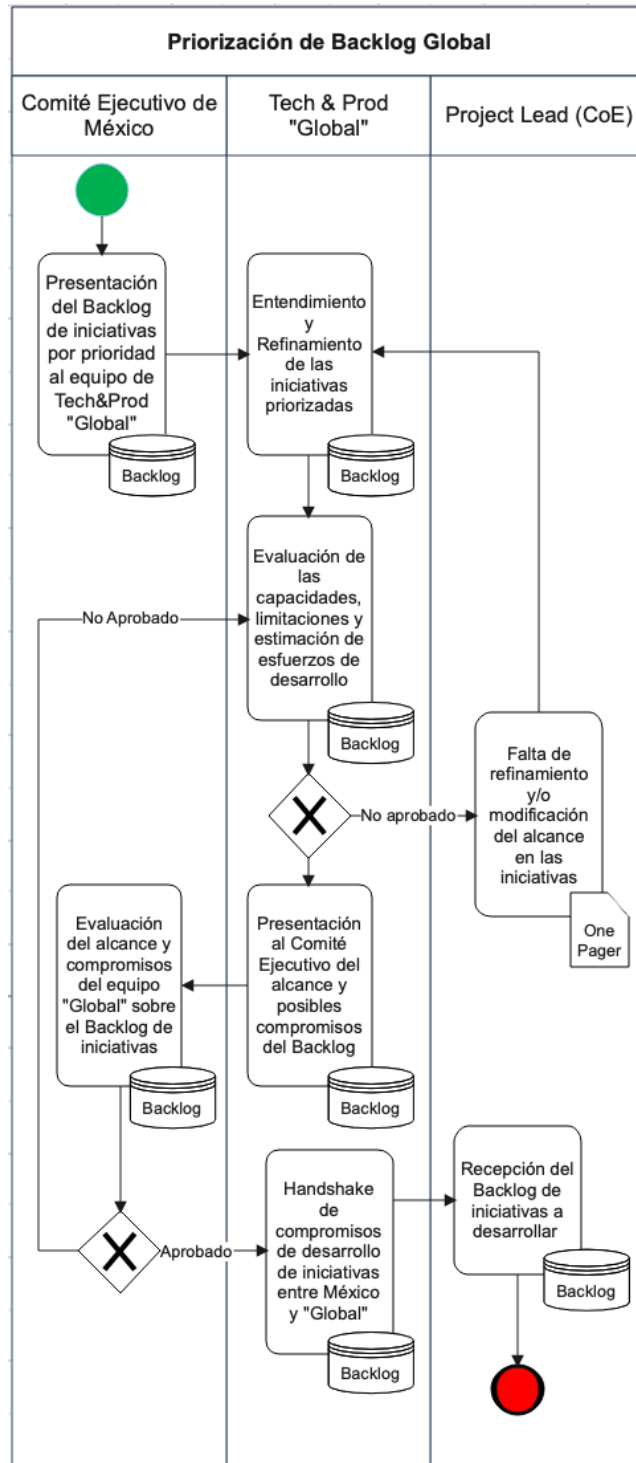 Priorización de Backlog Global
Comité Ejecutivo de
México
Tech & Prod
"Global"
Project Lead (CoE)
Presentación
del Backlog
de iniciativas
por prioridad
al equipo de
Tech&Prod
"Global"
Backlog
Entendimiento
y
Refinamiento
de las
iniciativas
priorizadas
Backlog
Evaluación de
las
capacidades,
limitaciones y
estimación de
esfuerzos de
desarrollo
Backlog
No Aprobado
No aprobado
Falta de
refinamiento
y/o
modificación
del alcance
en las
iniciativas
One
Pager
Presentación
al Comité
Ejecutivo del
alcance y
posibles
compromisos
del Backlog
Backlog
Evaluación
del alcance y
compromisos
del equipo
"Global" sobre
el Backlog de
iniciativas
Backlog
Aprobado
Handshake
de
compromisos
de desarrollo
de iniciativas
entre México
y "Global"
Backlog
Recepción del
Backlog de
iniciativas a
desarrollar
Backlog